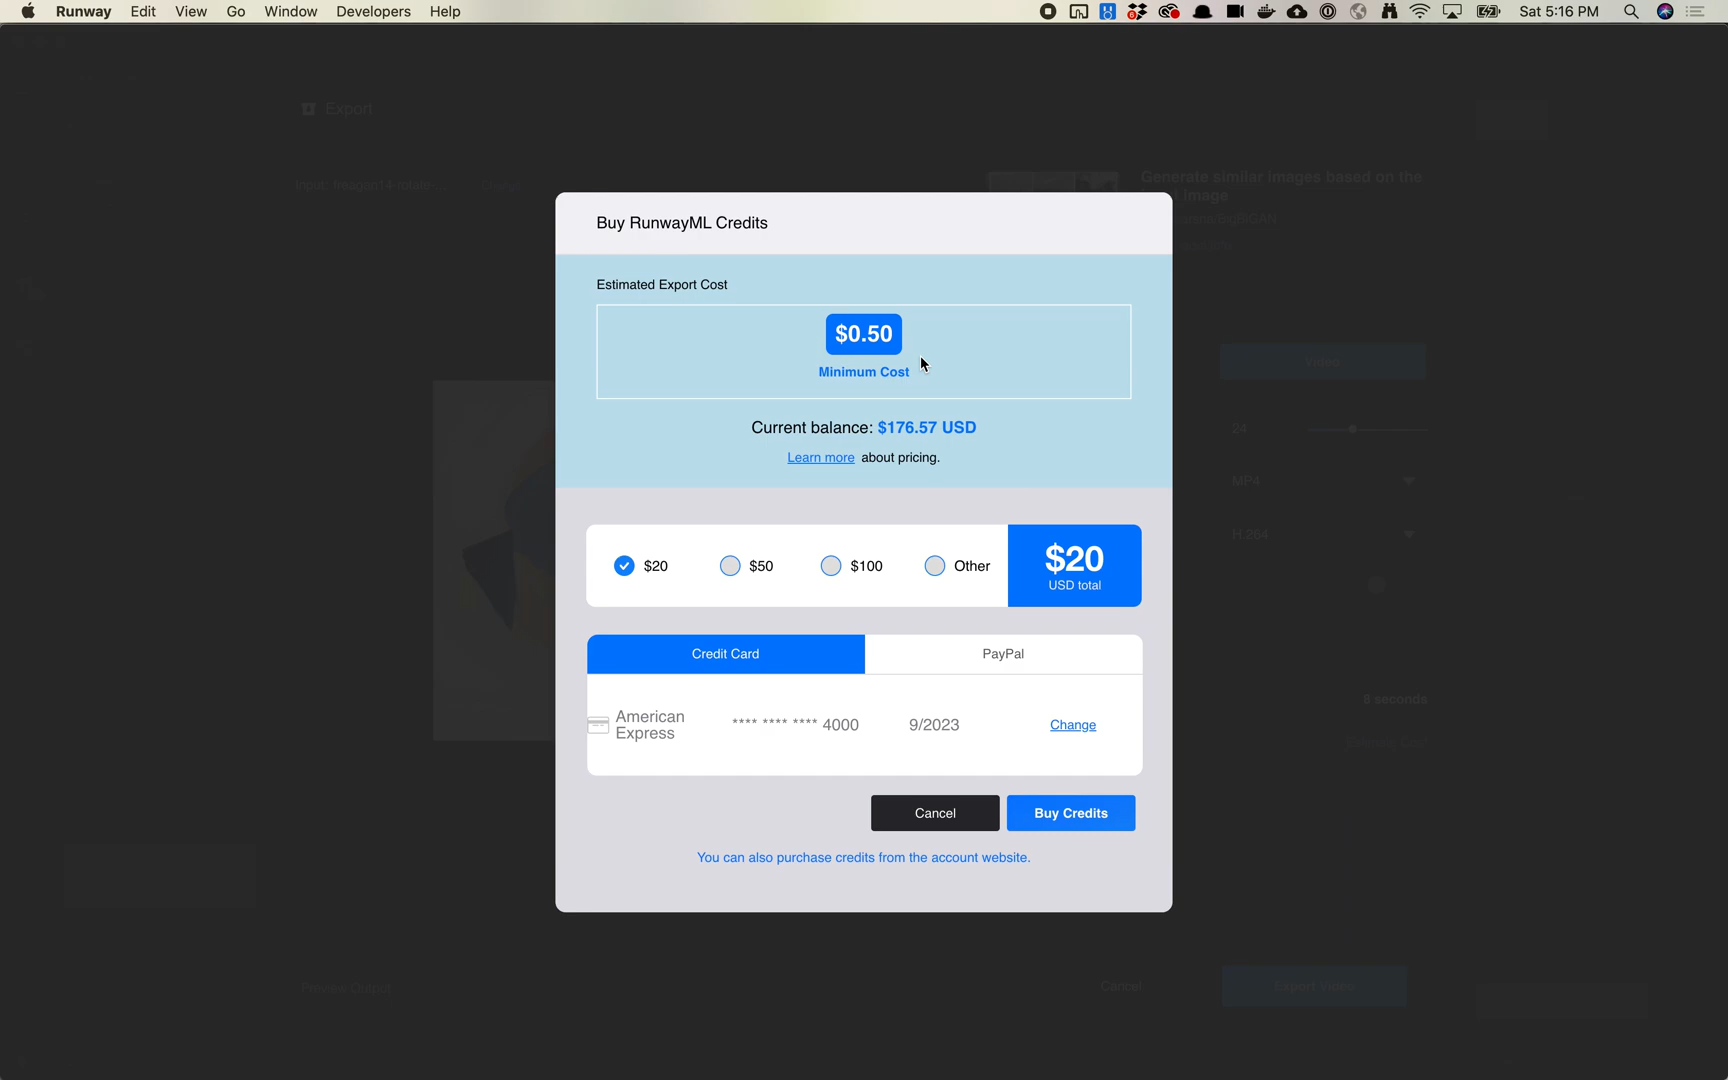 Runway Edit View Go Window Developers Help Sat 5:16 PM
Export
Generate similar images based on the
Image
Buy RunwayML Credits
Estimated Export Cost
$0.50
Minimum Cost
Video
Current balance: $176.57 USD
24
Learn more about pricing.
MP4
H.264
$20 $50 $100 Other
$20
USD total
Credit Card PayPal
8 seconds
American
Express
**** **** **** 4000 9/2023 Change
Cancel Buy Credits
You can also purchase credits from the account website.
Preview Output Cancel Export Video